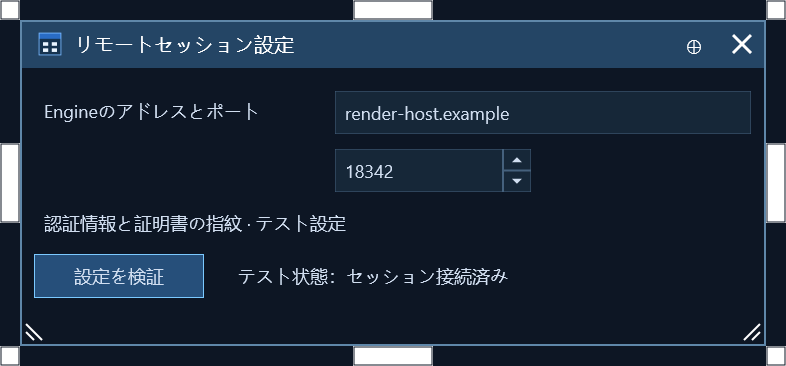 リモートセッション設定
Engineのアドレスとポート
render-host.example
18342
認証情報と証明書の指紋 · テスト設定
設定を検証
テスト状態: セッション接続済み